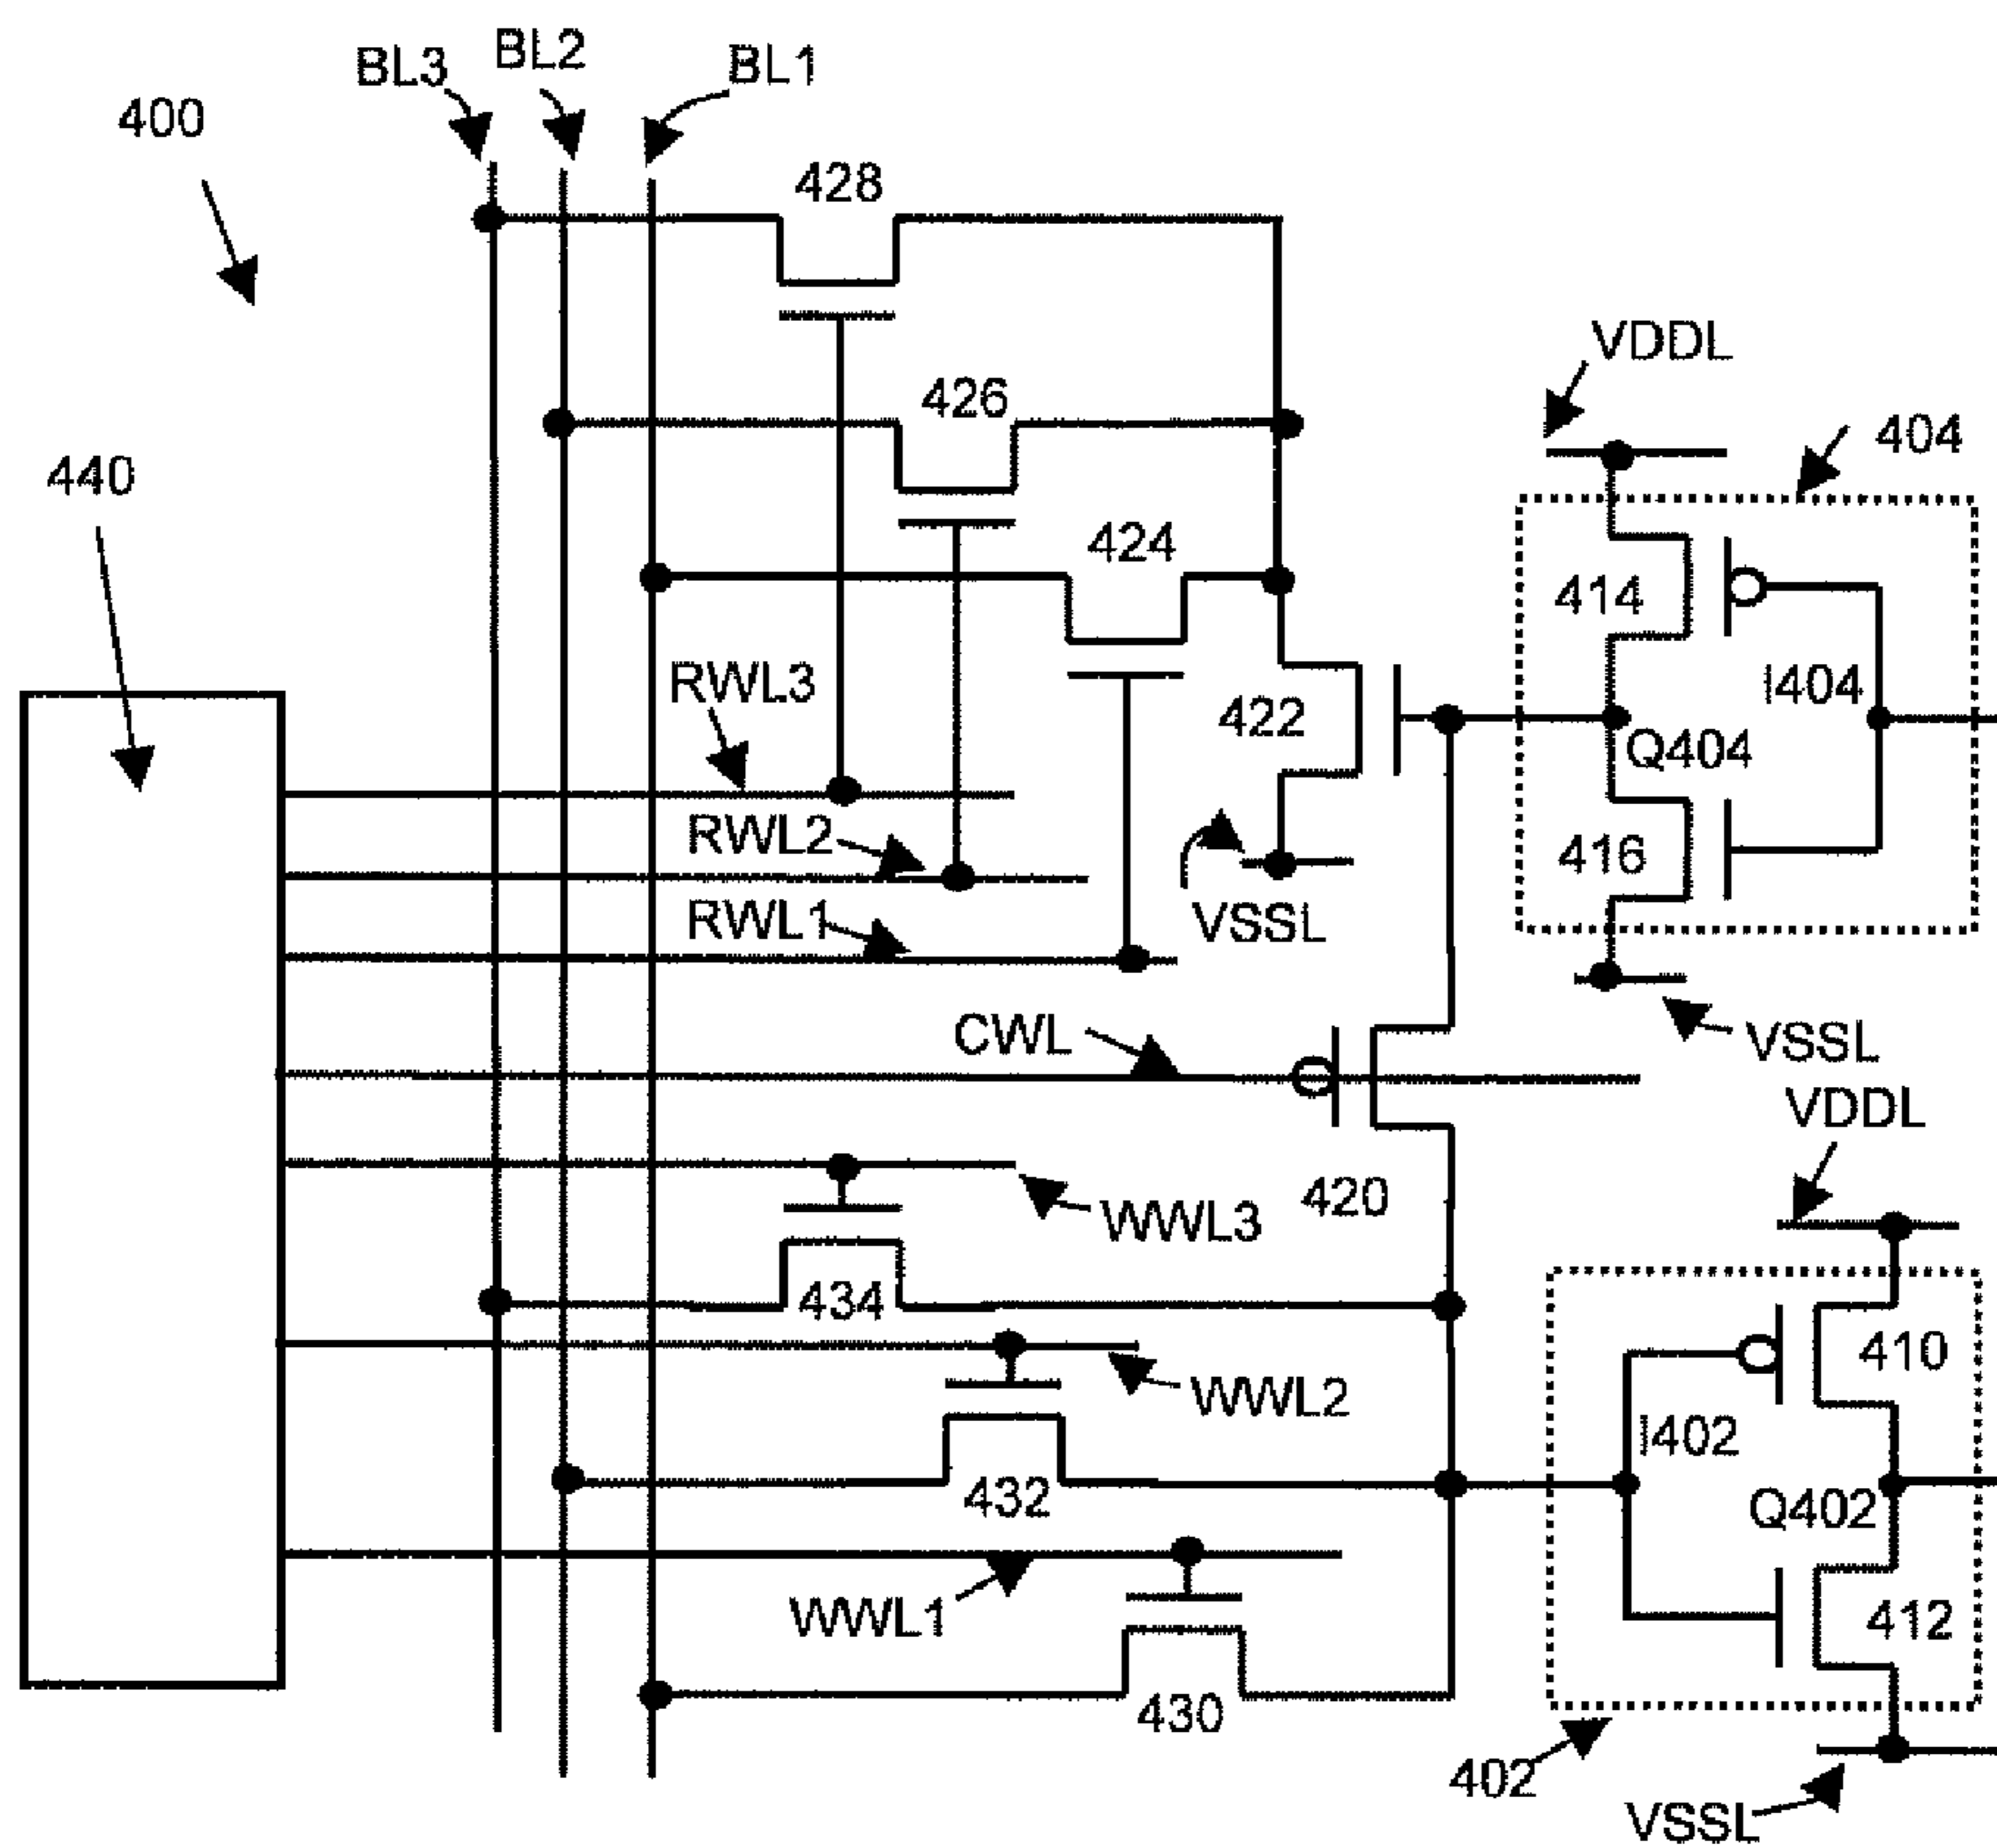 BL3
BL2
BL1
400
428
VDDL
426
404
440
424
414
RWL3
I404
422
Q404
RWL2
416
RWL1
VSSL
CWL
VSSL
VDDL
420
WWL3
434
410
WWL2
I402
432
Q402
WWL1
412
430
402
VSSL